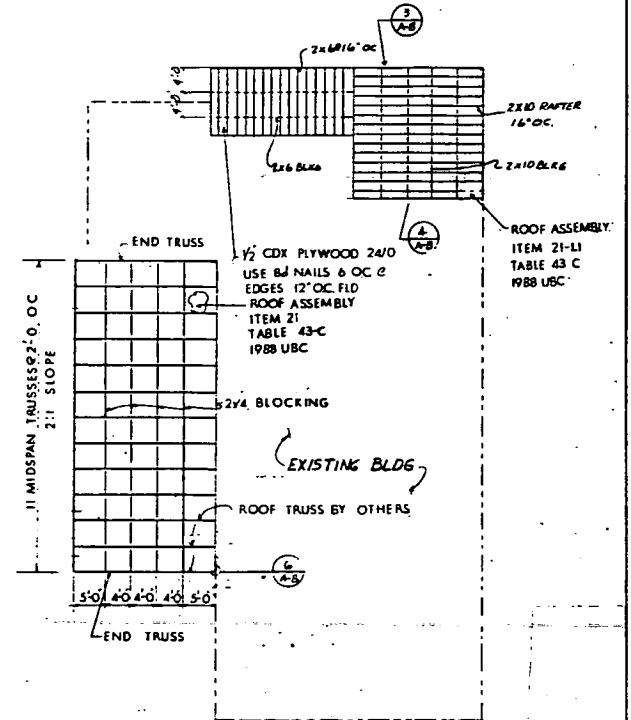 3
A-B
2x6@16" OC
4'-0"
4'-0"
2X10 RAFTER
16" O.C.
2x6 BLKG
2x10 BLKG
4
A-B
ROOF ASSEMBLY
ITEM 21-L1
TABLE 43 C
1988 UBC
END TRUSS
1/2" CDX PLYWOOD 24/0
USE 8d NAILS 6 OC @
EDGES 12" OC. FLD
ROOF ASSEMBLY
ITEM 21
TABLE 43-C
1988 UBC
11 MIDSPAN TRUSSES@2'-0. OC
2:1 SLOPE
2x4 BLOCKING
EXISTING BLDG
ROOF TRUSS BY OTHERS
6
A-B
5'-0" 4'-0" 4'-0" 4'-0" 5'-0"
END TRUSS